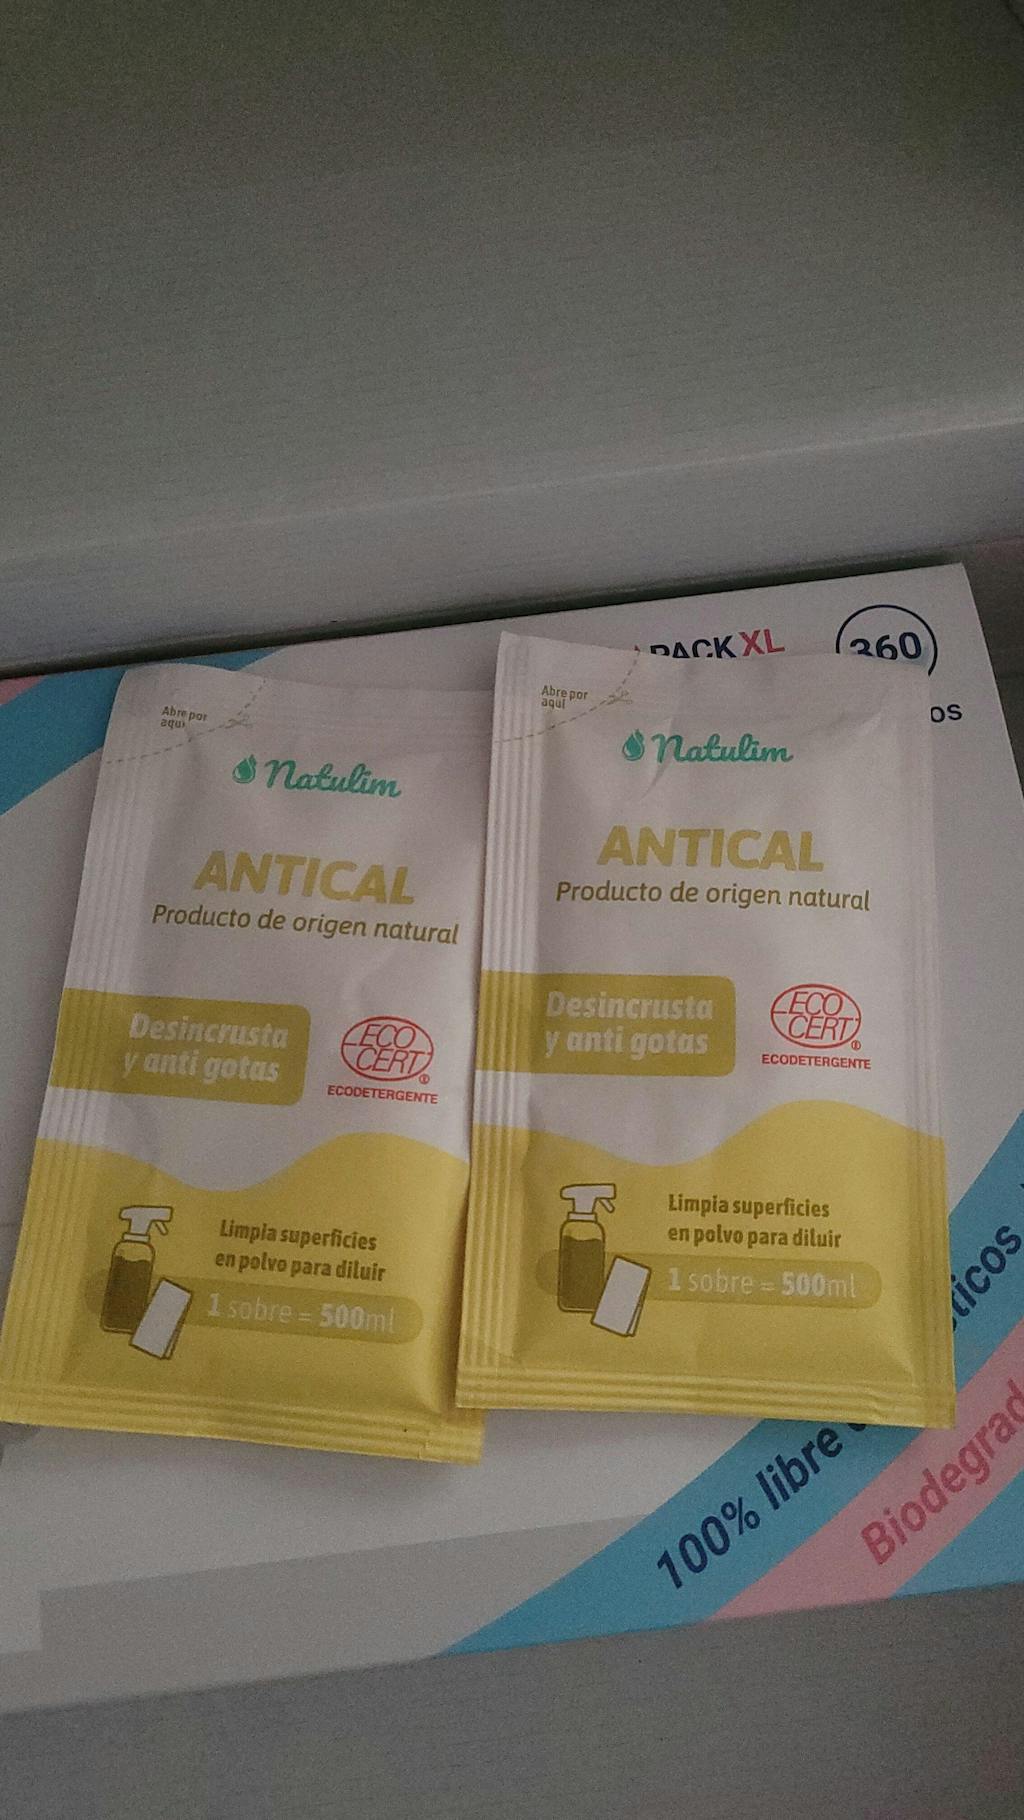 PACK XL
360
os
Abre por
aquí
Natulim
ANTICAL
Producto de origen natural
Desincrusta
y anti gotas
ECO
CERT®
ECODETERGENTE
Limpia superficies
en polvo para diluir
1 sobre = 500ml
Abre por
aquí
Natulim
ANTICAL
Producto de origen natural
Desincrusta
y anti gotas
ECO
CERT®
ECODETERGENTE
Limpia superficies
en polvo para diluir
1 sobre = 500ml
100% libre
ticos
Biodegrad